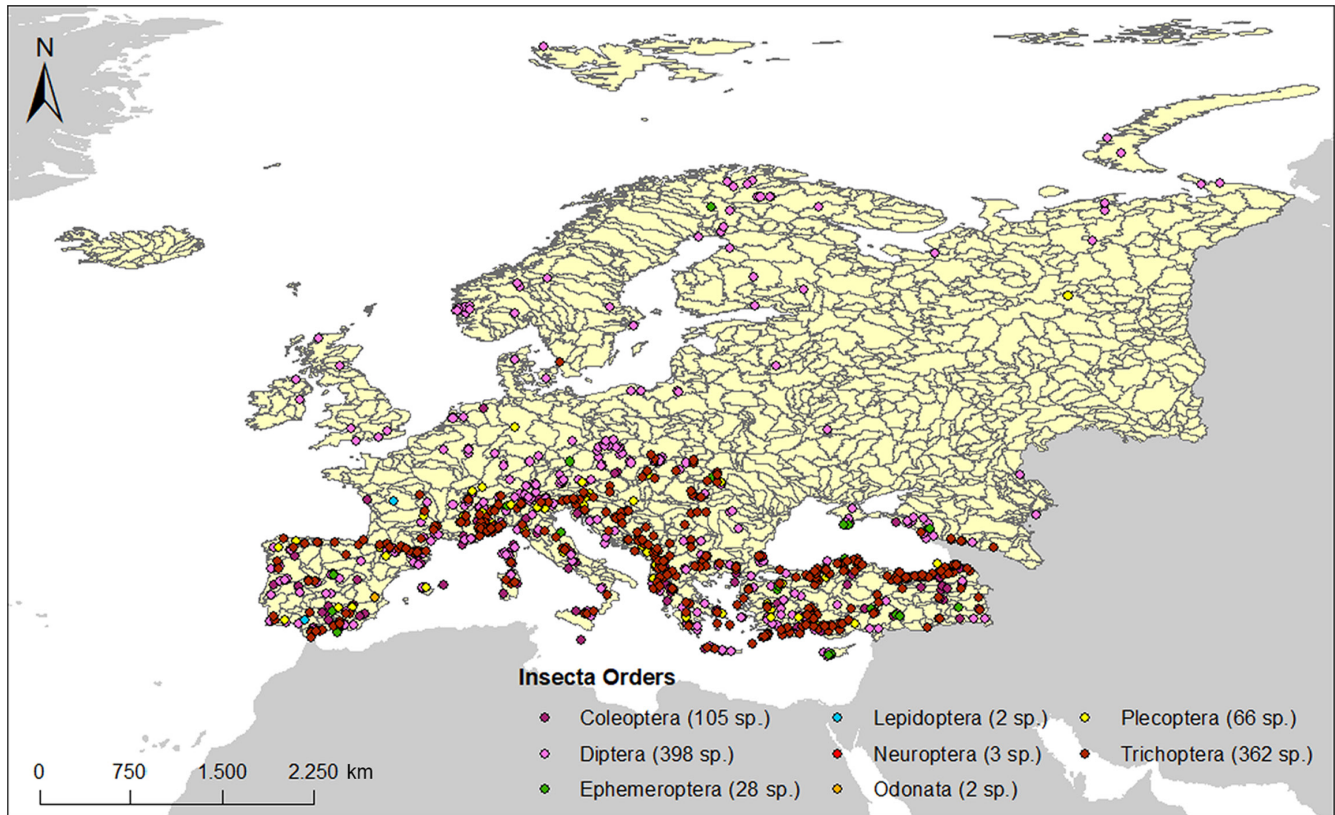 N
Insecta Orders
Coleoptera (105 sp.)
Lepidoptera (2 sp.)
Plecoptera (66 sp.)
Diptera (398 sp.)
Neuroptera (3 sp.)
Trichoptera (362 sp.)
Ephemeroptera (28 sp.)
Odonata (2 sp.)
0 750 1.500 2.250 km